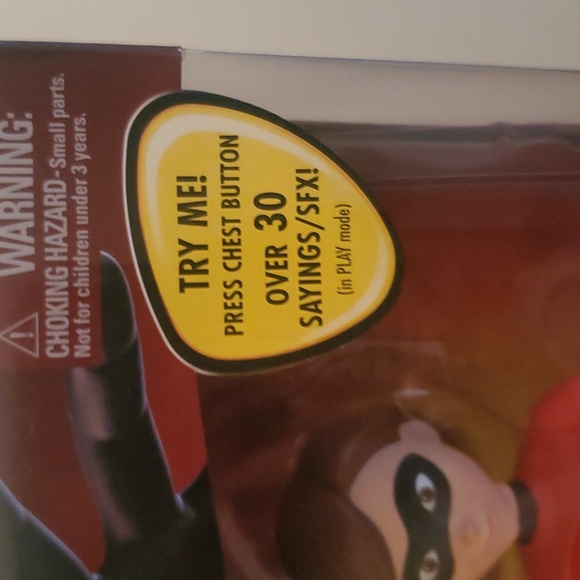 WARNING:
CHOKING HAZARD-Small parts.
Not for children under 3 years.
TRY ME!
PRESS CHEST BUTTON
OVER 30
SAYINGS/SFX!
(in PLAY mode)